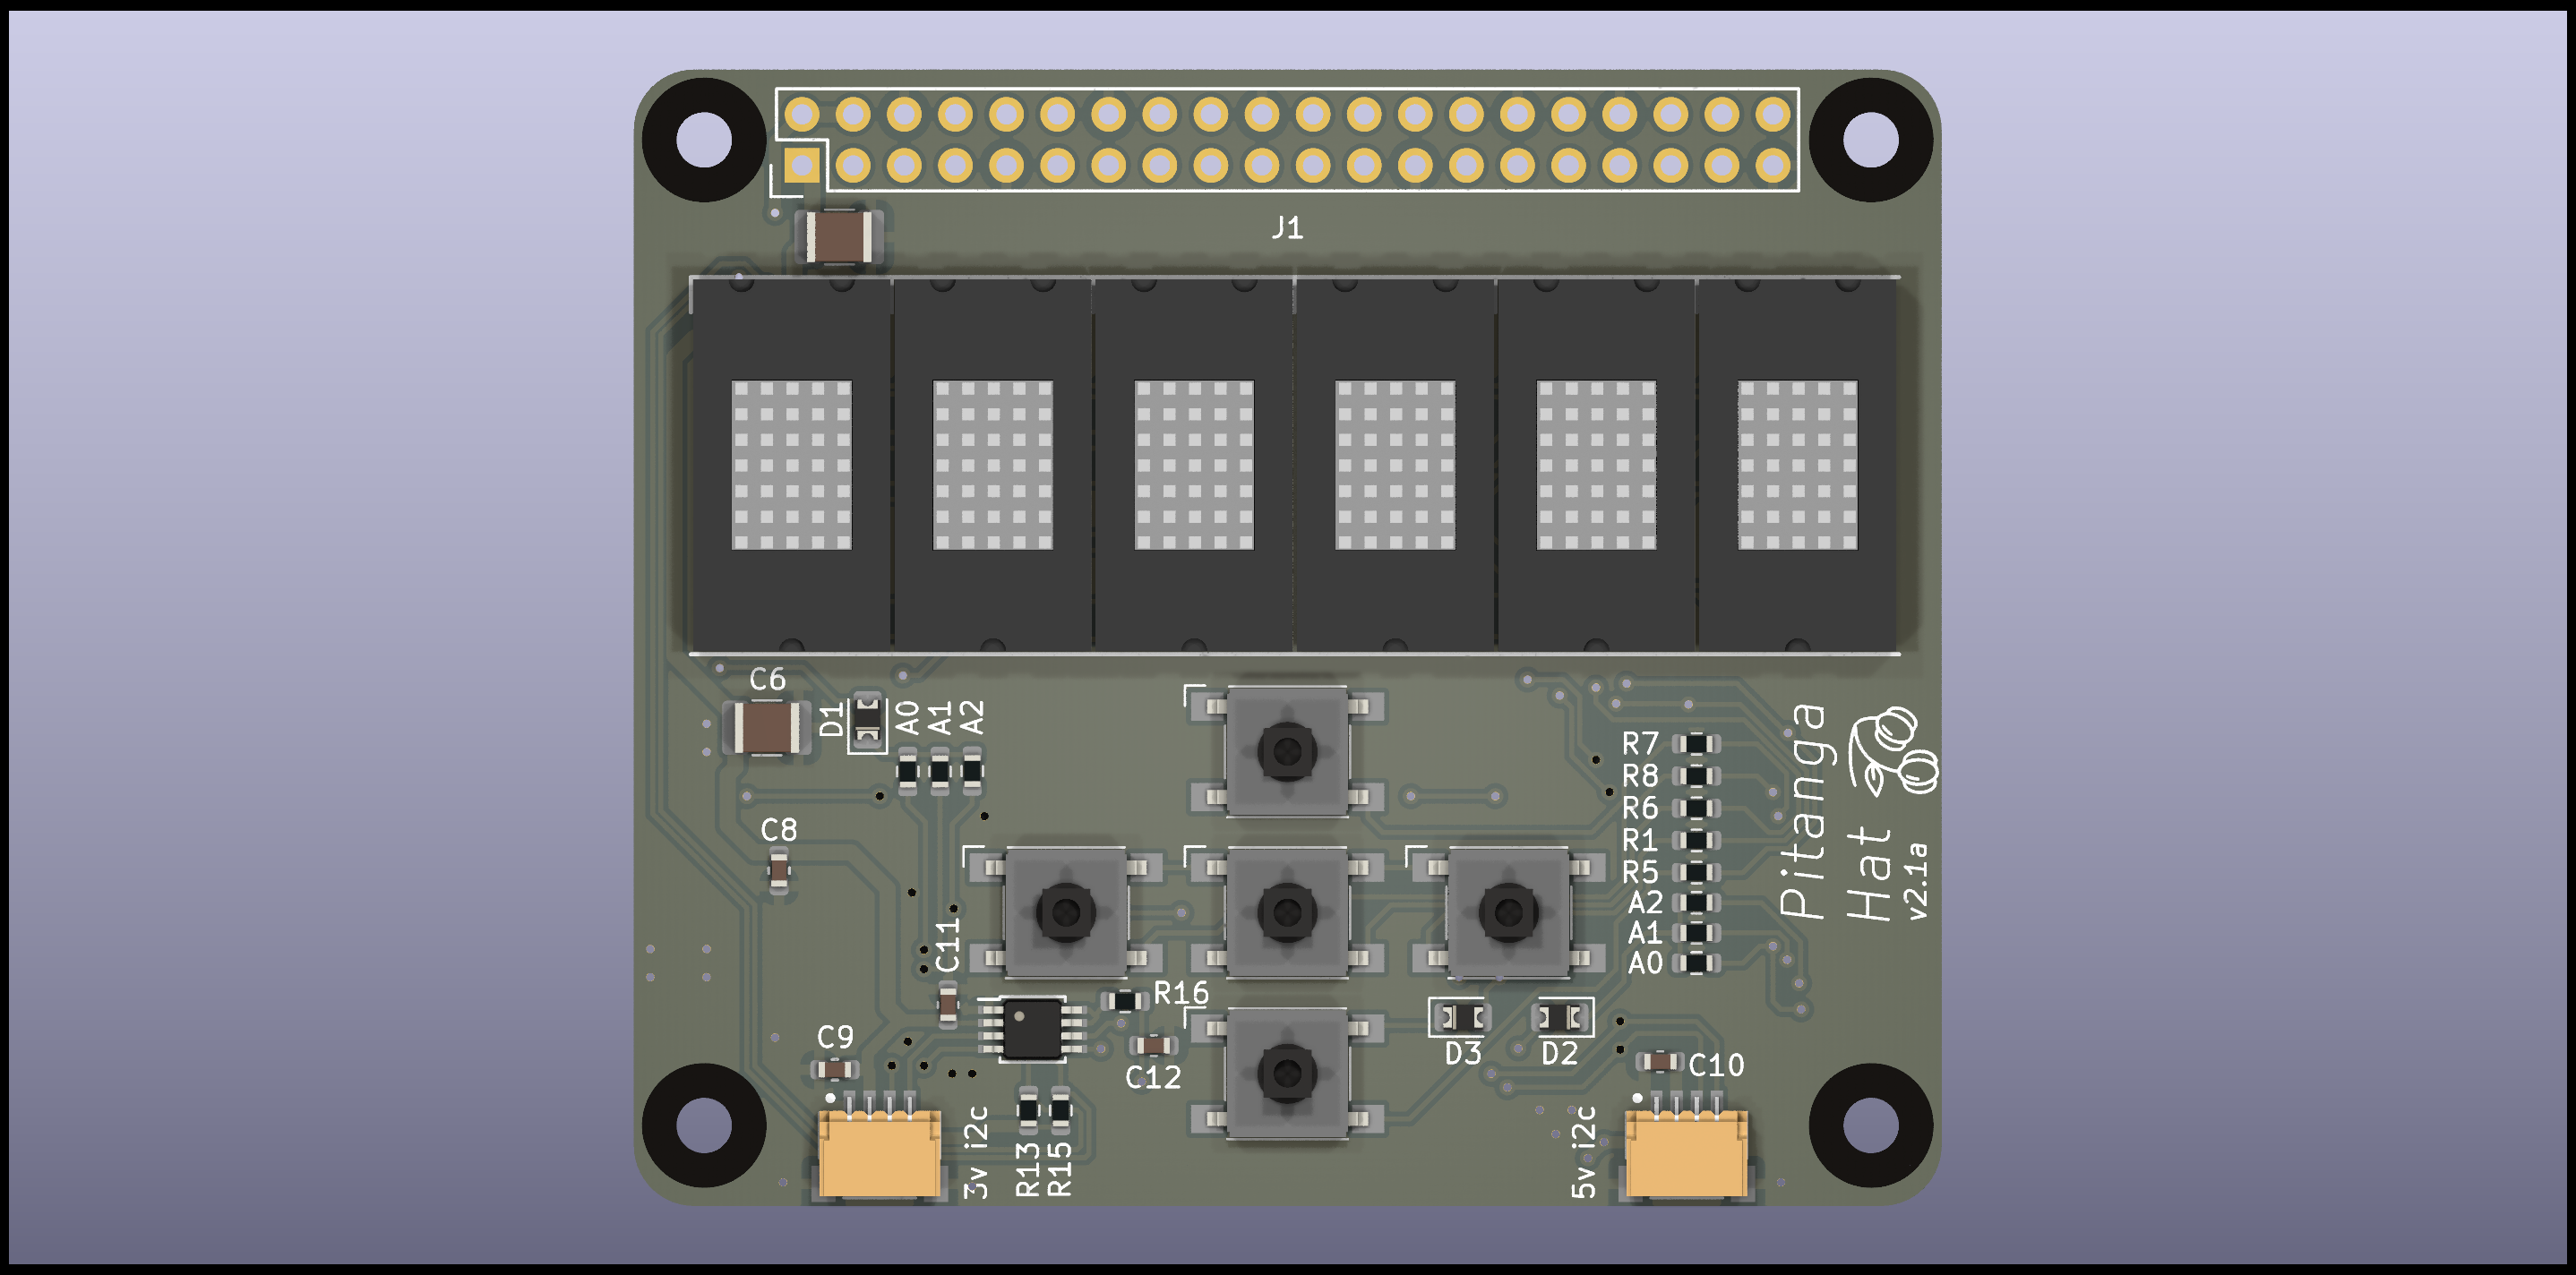 J1
C6
D1
A0
A1
A2
C8
C11
R16
C9
C12
3v i2c
R13
R15
R7
R8
R6
R1
R5
A2
A1
A0
D3
D2
C10
5v i2c
Pitanga
Hat
v2.1a